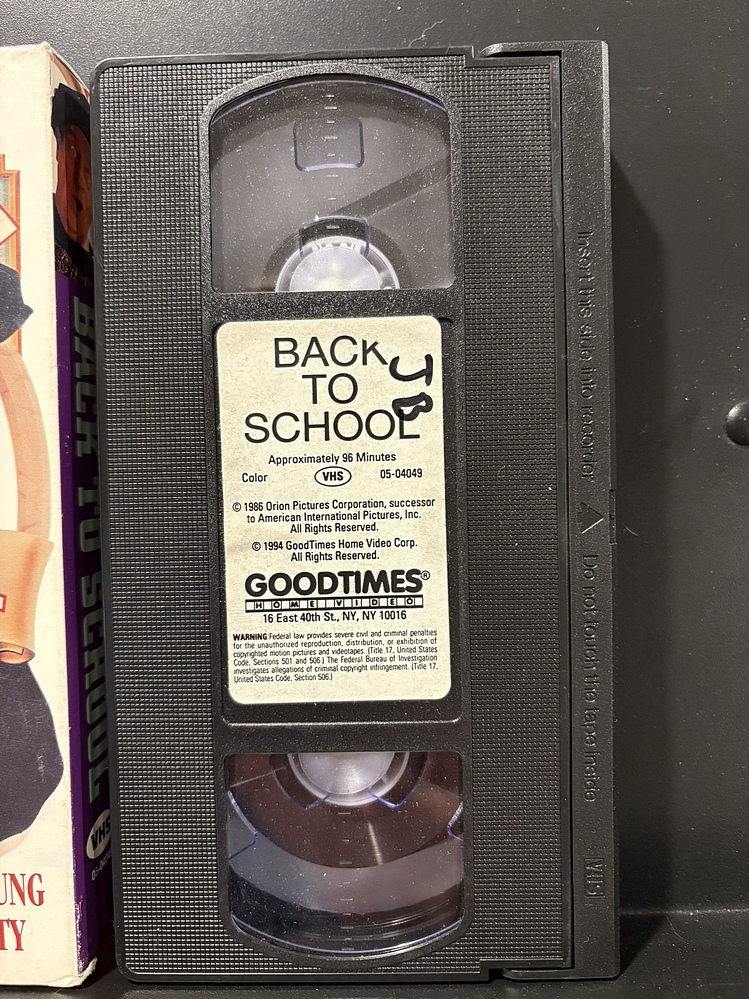 BACK TO SCHOOL
VHS
UNG
TY
BACK
TO
SCHOOL
JB
Approximately 96 Minutes
Color VHS 05-04049
© 1986 Orion Pictures Corporation, successor
to American International Pictures, Inc.
All Rights Reserved.
© 1994 GoodTimes Home Video Corp.
All Rights Reserved.
GOODTIMES®
HOME VIDEO
16 East 40th St., NY, NY 10016
WARNING Federal law provides severe civil and criminal penalties
for the unauthorized reproduction, distribution, or exhibition of
copyrighted motion pictures and videotapes. (Title 17, United States
Code, Sections 501 and 506.) The Federal Bureau of Investigation
investigates allegations of criminal copyright infringement. (Title 17,
United States Code, Section 506.)
Insert this side into recorder
Do not touch the tape inside
VHS